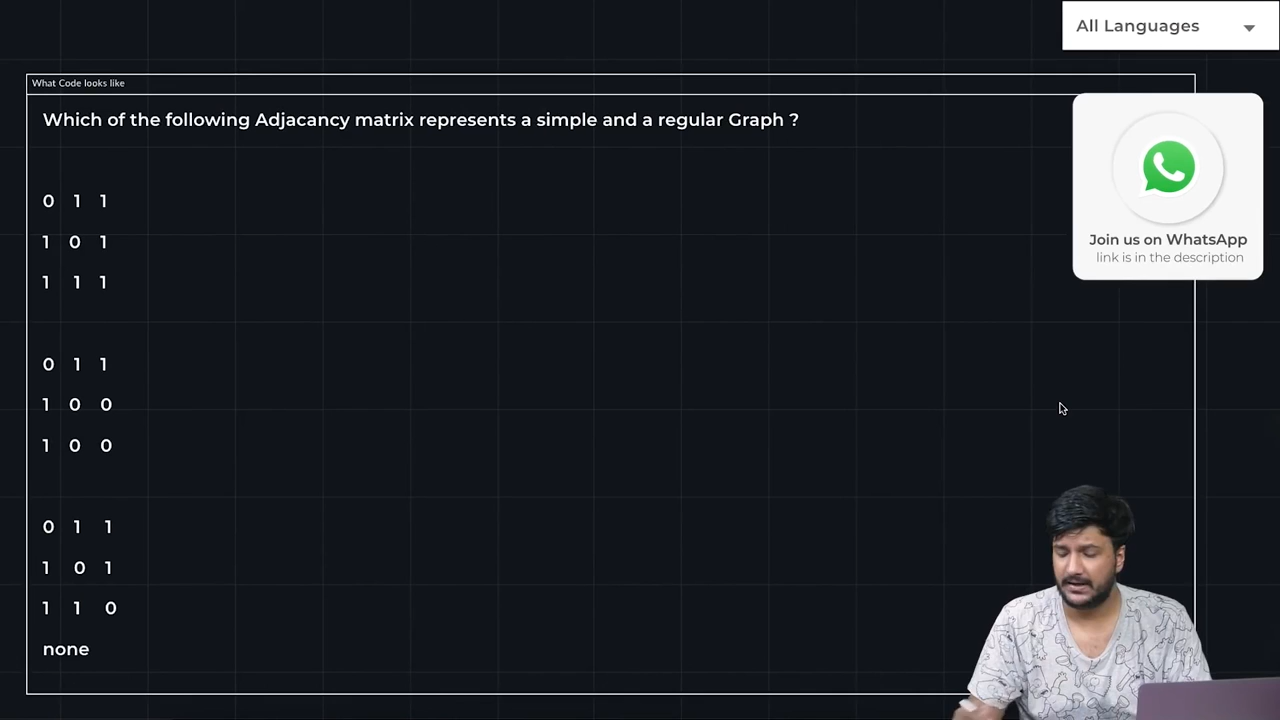 All Languages
What Code looks like
Which of the following Adjacancy matrix represents a simple and a regular Graph ?
0 1 1
1 0 1
1 1 1
0 1 1
1 0 0
1 0 0
0 1 1
1 0 1
1 1 0
none
Join us on WhatsApp
link is in the description